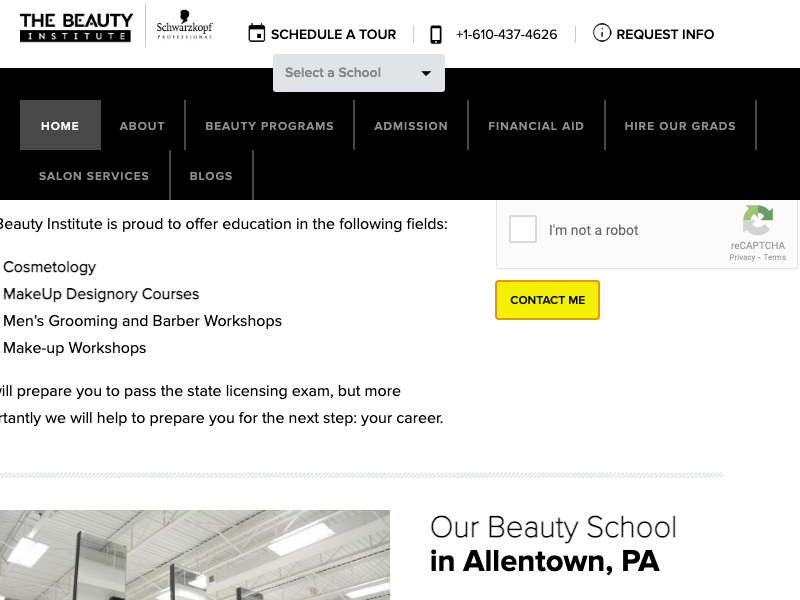 THE BEAUTY
INSTITUTE
Schwarzkopf
PROFESSIONAL
SCHEDULE A TOUR
+1-610-437-4626
REQUEST INFO
Select a School
HOME
ABOUT
BEAUTY PROGRAMS
ADMISSION
FINANCIAL AID
HIRE OUR GRADS
SALON SERVICES
BLOGS
Beauty Institute is proud to offer education in the following fields:
Cosmetology
MakeUp Designory Courses
Men’s Grooming and Barber Workshops
Make-up Workshops
will prepare you to pass the state licensing exam, but more
rtantly we will help to prepare you for the next step: your career.
I'm not a robot
reCAPTCHA
Privacy - Terms
CONTACT ME
Our Beauty School
in Allentown, PA